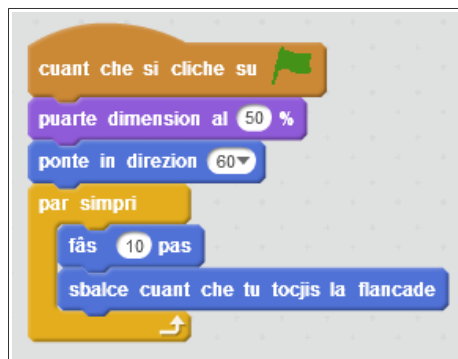 cuant che si cliche su
puarte dimension al 50 %
ponte in direzion 60
par simpri
fâs 10 pas
sbalce cuant che tu tocjis la flancade